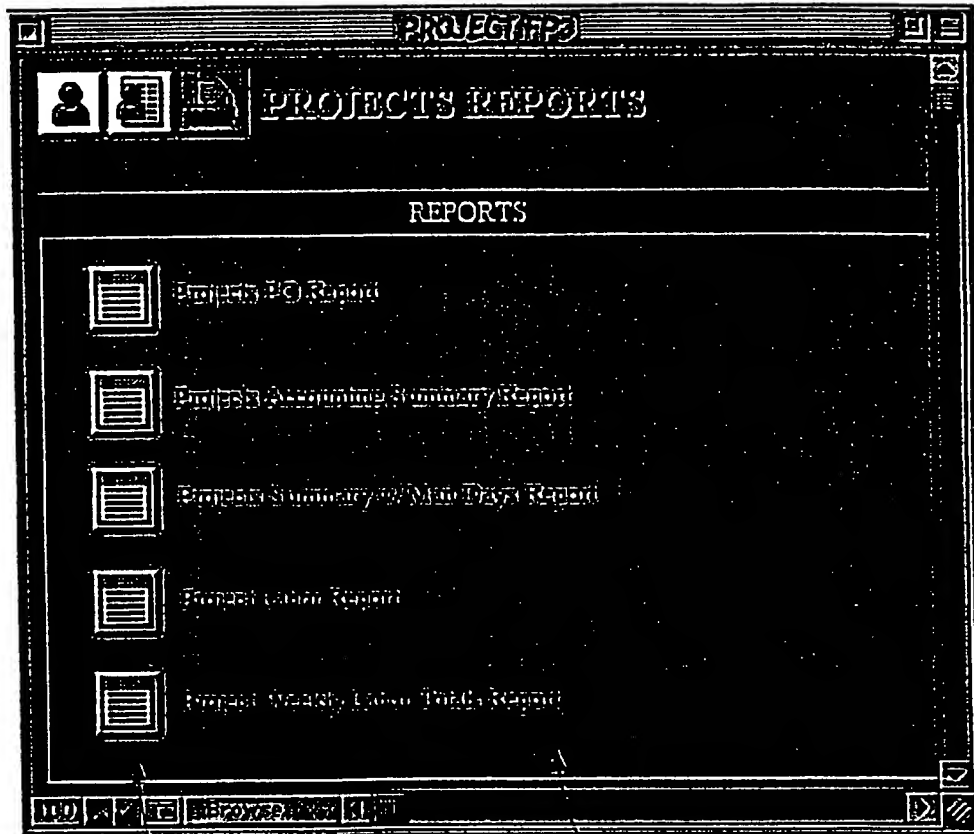 PROJECT.FP3
PROJECTS REPORTS
REPORTS
Projects PO Report
Projects Accounting Summary Report
Projects Summary w/Man Days Report
Project Labor Report
Project Weekly Labor Totals Report
100
Browse